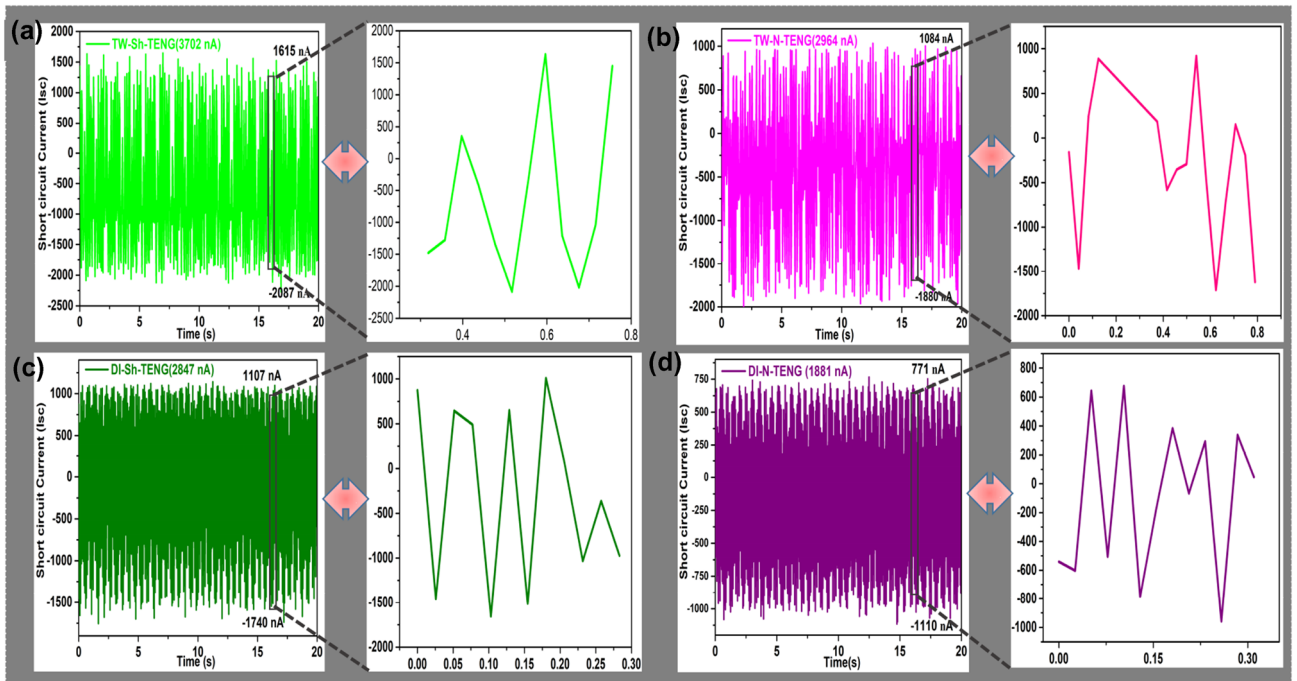 (a)
TW-Sh-TENG(3702 nA)
1615 nA
-2087 nA
Short circuit Current (Isc)
2000
1500
1000
500
0
-500
-1000
-1500
-2000
-2500
0 5 10 15 20
Time (s)
2500
2000
1500
1000
500
0
-500
-1000
-1500
-2000
-2500
0.4 0.6 0.8
(b)
TW-N-TENG(2964 nA)
1084 nA
-1880 nA
Short circuit Current (Isc)
1000
500
0
-500
-1000
-1500
-2000
0 5 10 15 20
Time (s)
1500
1000
500
0
-500
-1000
-1500
-2000
0.0 0.2 0.4 0.6 0.8
(c)
DI-Sh-TENG(2847 nA)
1107 nA
-1740 nA
Short circuit Current (Isc)
1000
500
0
-500
-1000
-1500
0 5 10 15 20
Time (s)
1000
500
0
-500
-1000
-1500
-2000
0.00 0.05 0.10 0.15 0.20 0.25 0.30
(d)
DI-N-TENG (1881 nA)
771 nA
-1110 nA
Short circuit Current (Isc)
750
500
250
0
-250
-500
-750
-1000
0 5 10 15 20
Time(s)
800
600
400
200
0
-200
-400
-600
-800
-1000
0.00 0.15 0.30